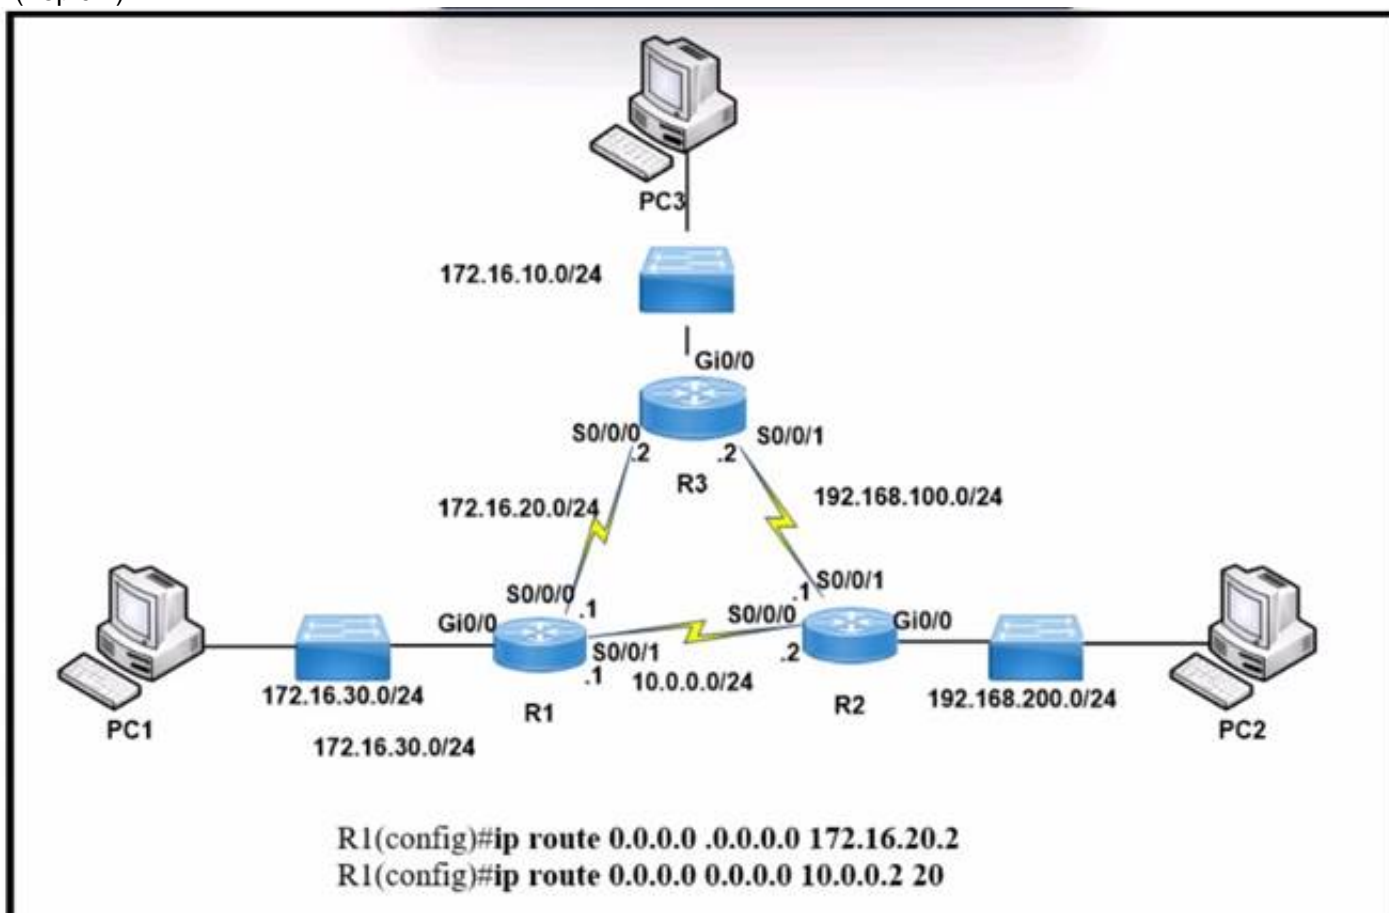 PC3
172.16.10.0/24
Gi0/0
S0/0/0
S0/0/1
.2
.2
R3
172.16.20.0/24
192.168.100.0/24
S0/0/0
.1
S0/0/1
.1
Gi0/0
S0/0/0
Gi0/0
S0/0/1
.1
.2
172.16.30.0/24
10.0.0.0/24
192.168.200.0/24
PC1
R1
R2
PC2
172.16.30.0/24
R1(config)#ip route 0.0.0.0 .0.0.0.0 172.16.20.2
R1(config)#ip route 0.0.0.0 0.0.0.0 10.0.0.2 20